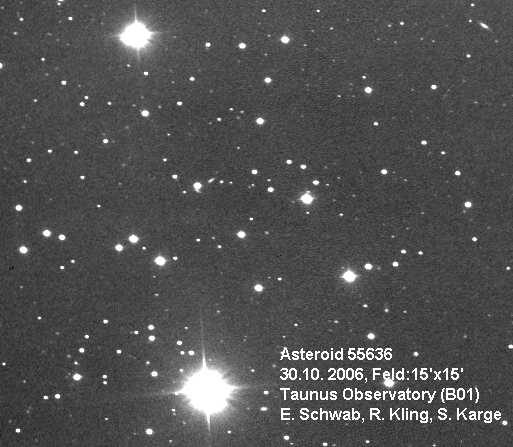 Asteroid 55636
30.10. 2006, Feld:15'x15'
Taunus Observatory (B01)
E. Schwab, R. Kling, S. Karge